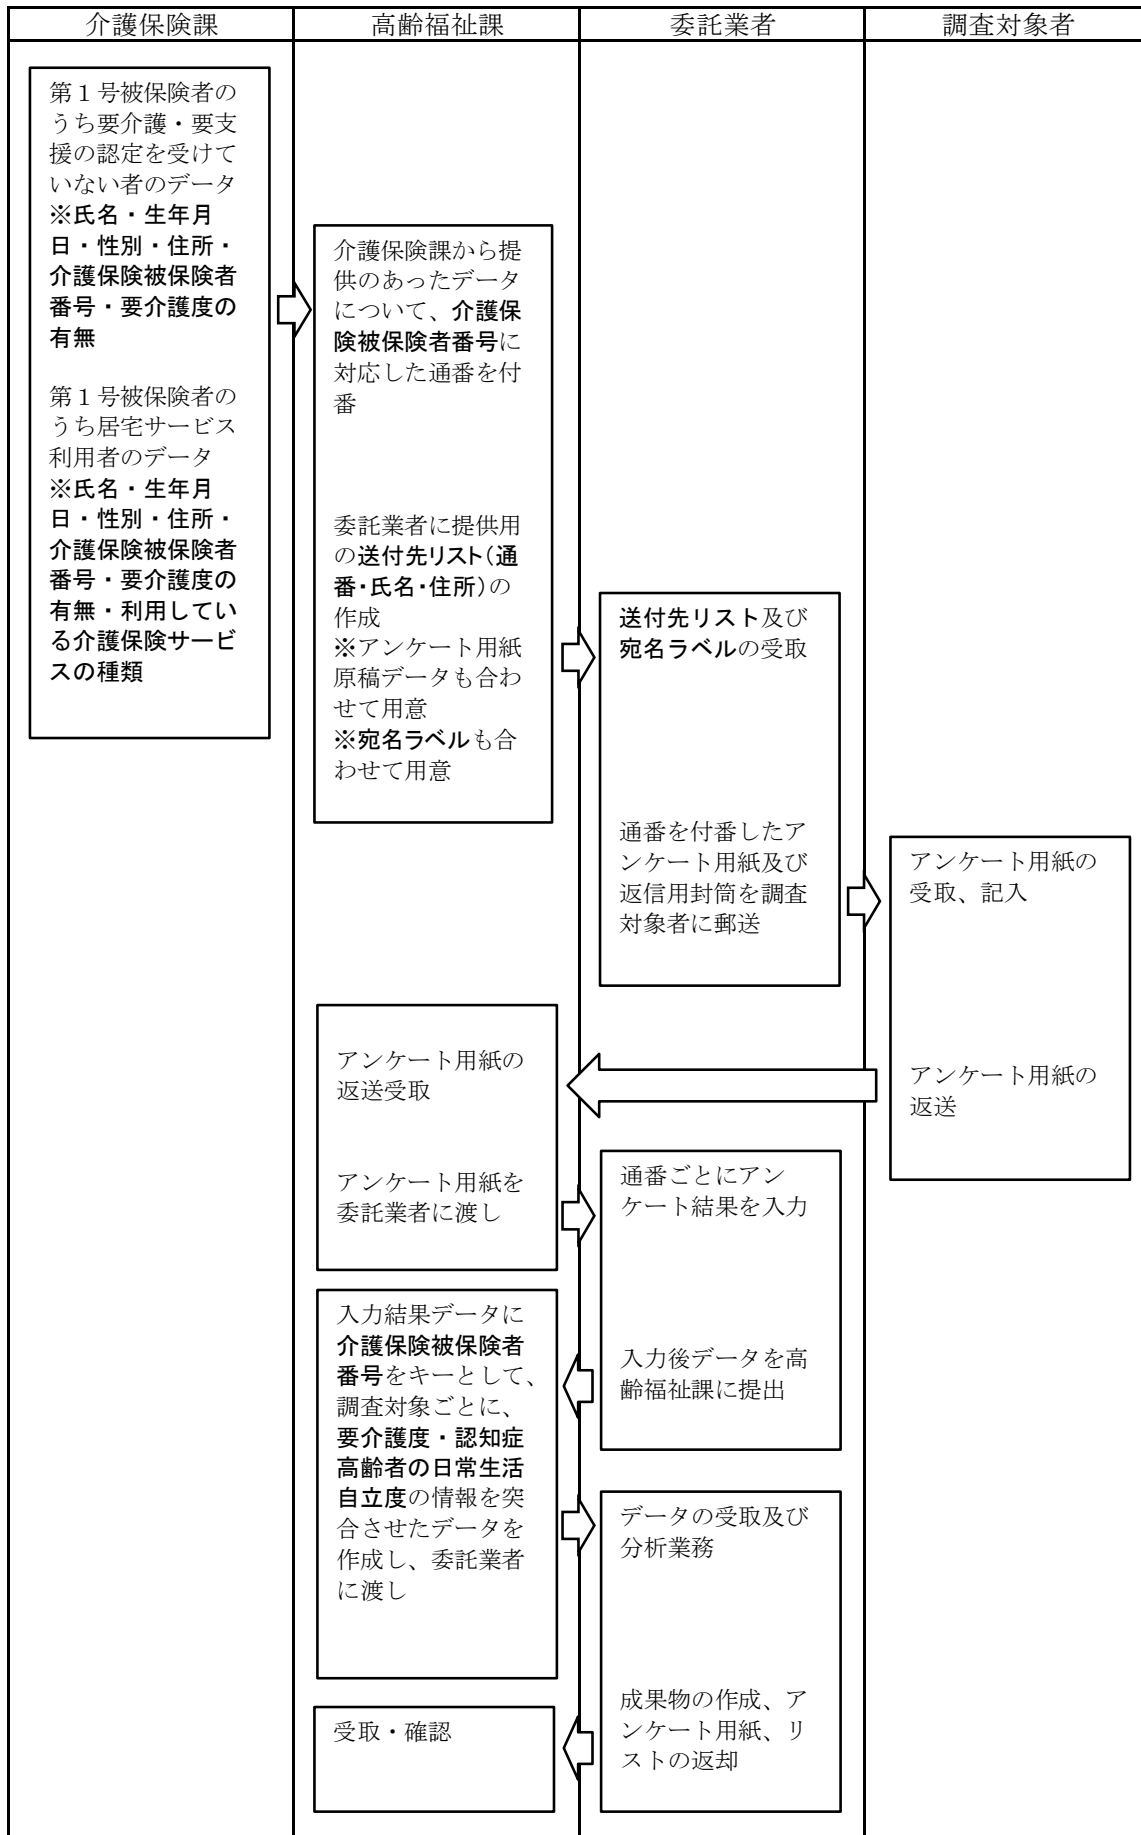 介護保険課
高齢福祉課
委託業者
調査対象者
第１号被保険者の
うち要介護・要支
援の認定を受けて
いない者のデータ
※氏名・生年月
日・性別・住所・
介護保険被保険者
番号・要介護度の
有無
第１号被保険者の
うち居宅サービス
利用者のデータ
※氏名・生年月
日・性別・住所・
介護保険被保険者
番号・要介護度の
有無・利用してい
る介護保険サービ
スの種類
介護保険課から提
供のあったデータ
について、介護保
険被保険者番号に
対応した通番を付
番
委託業者に提供用
の送付先リスト(通
番・氏名・住所)の
作成
※アンケート用紙
原稿データも合わ
せて用意
※宛名ラベルも合
わせて用意
送付先リスト及び
宛名ラベルの受取
通番を付番したア
ンケート用紙及び
返信用封筒を調査
対象者に郵送
アンケート用紙の
受取、記入
アンケート用紙の
返送
アンケート用紙の
返送受取
アンケート用紙を
委託業者に渡し
通番ごとにアン
ケート結果を入力
入力後データを高
齢福祉課に提出
入力結果データに
介護保険被保険者
番号をキーとして、
調査対象ごとに、
要介護度・認知症
高齢者の日常生活
自立度の情報を突
合させたデータを
作成し、委託業者
に渡し
データの受取及び
分析業務
成果物の作成、ア
ンケート用紙、リ
ストの返却
受取・確認